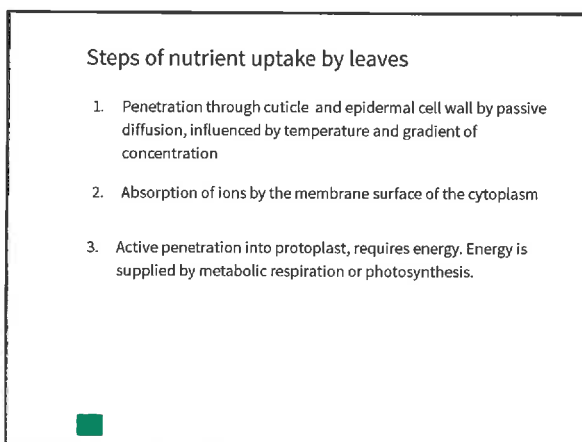 Steps of nutrient uptake by leaves
1. Penetration through cuticle and epidermal cell wall by passive
diffusion, influenced by temperature and gradient of
concentration
2. Absorption of ions by the membrane surface of the cytoplasm
3. Active penetration into protoplast, requires energy. Energy is
supplied by metabolic respiration or photosynthesis.